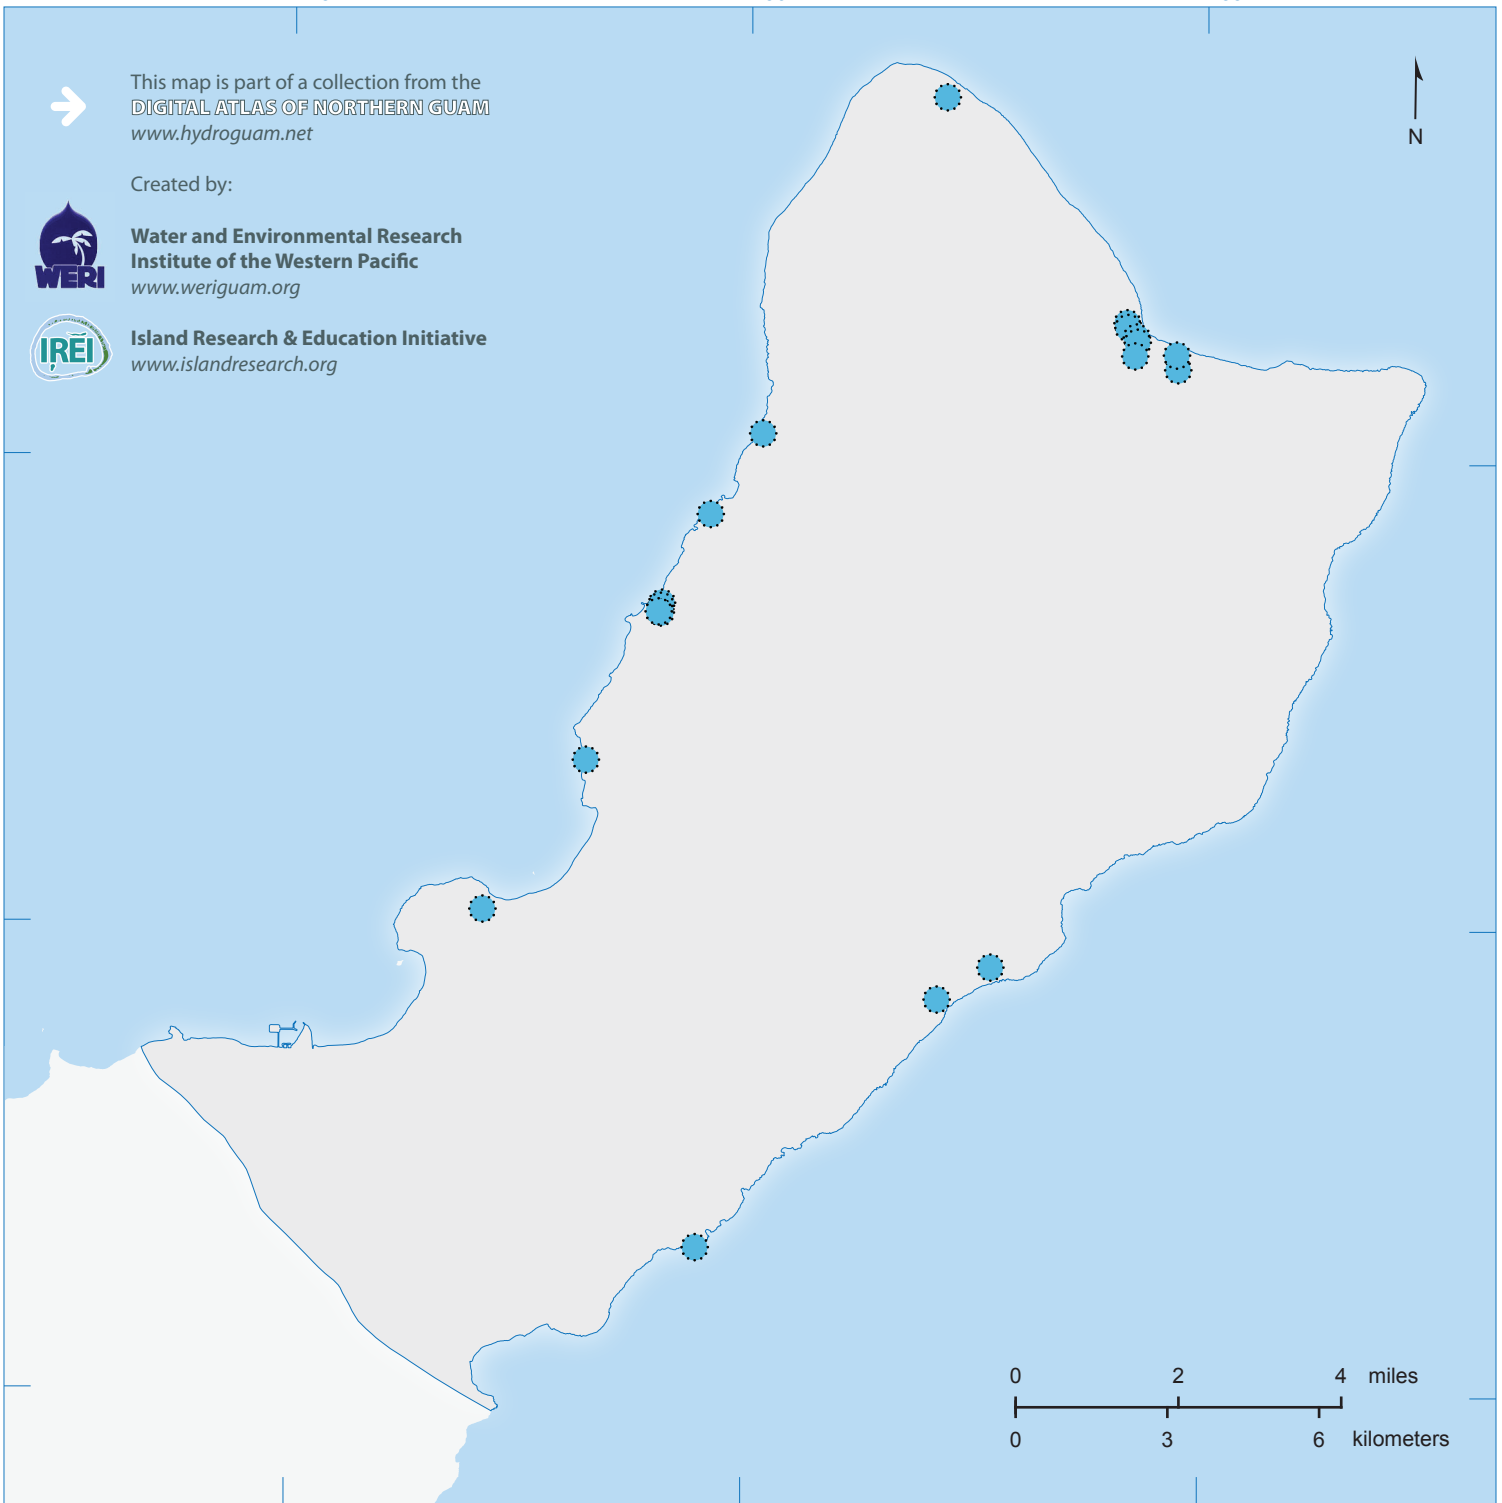 This map is part of a collection from the
DIGITAL ATLAS OF NORTHERN GUAM
www.hydroguam.net
Created by:
WERI
Water and Environmental Research
Institute of the Western Pacific
www.weriguam.org
IREI
Island Research & Education Initiative
www.islandresearch.org
N
0 2 4 miles
0 3 6 kilometers